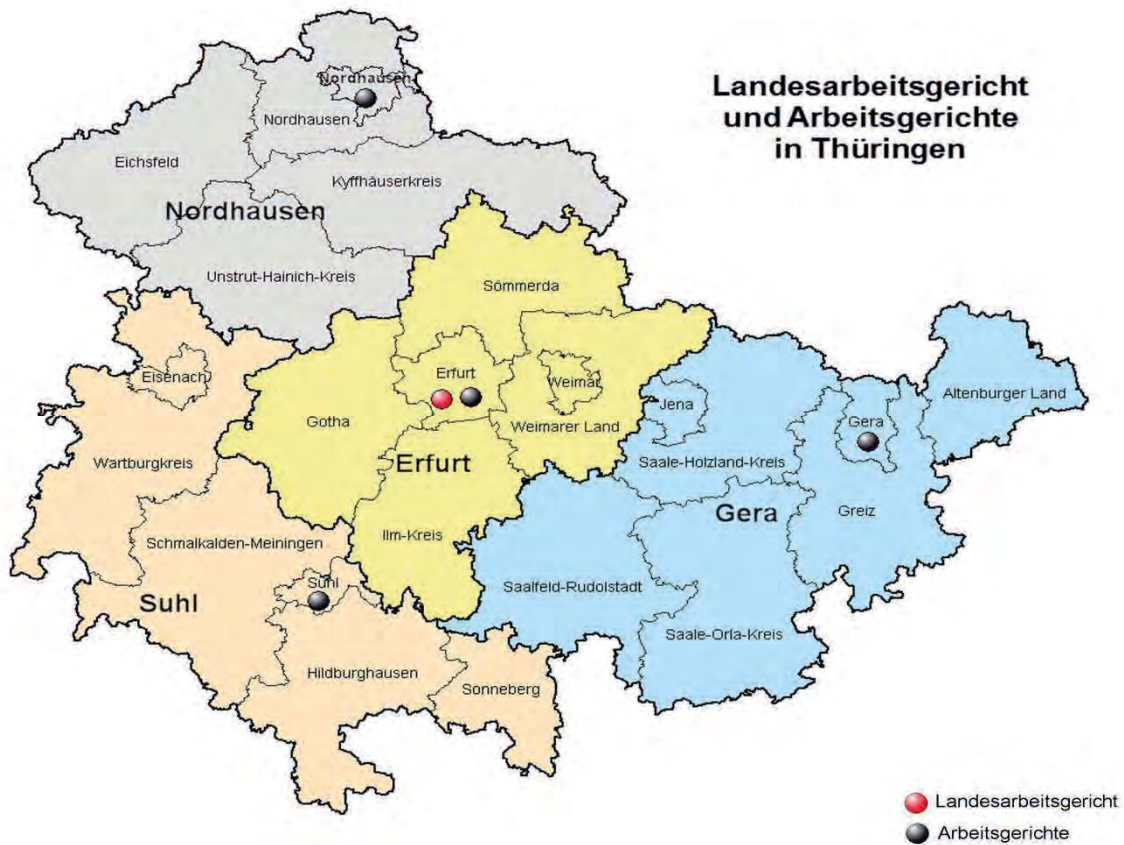 Landesarbeitsgericht
und Arbeitsgerichte
in Thüringen
Nordhausen
Nordhausen
Eichsfeld
Kyffhäuserkreis
Nordhausen
Unstrut-Hainich-Kreis
Sömmerda
Eisenach
Erfurt
Weimar
Gotha
Weimarer Land
Jena
Gera
Altenburger Land
Wartburgkreis
Erfurt
Saale-Holzland-Kreis
Gera
Greiz
Schmalkalden-Meiningen
Ilm-Kreis
Suhl
Suhl
Saalfeld-Rudolstadt
Saale-Orla-Kreis
Hildburghausen
Sonneberg
Landesarbeitsgericht
Arbeitsgerichte